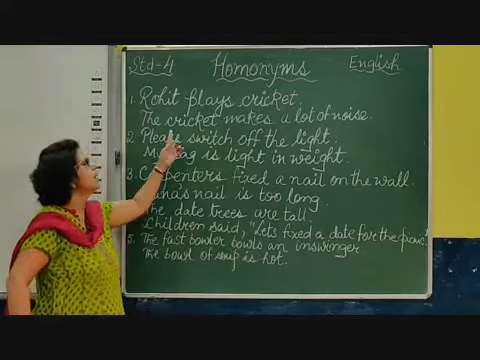 Std-4 Homonyms English
1. Rohit plays cricket.
The cricket makes a lot of noise.
2. Please switch off the light.
bag is light in weight.
3. Carpenters fixed a nail on the wall.
nail is too long.
The date trees are tall.
Children said, "Let's fixed a date for the picnic."
5. The fast bowler bowls an inswinger
The bowl of soup is hot.